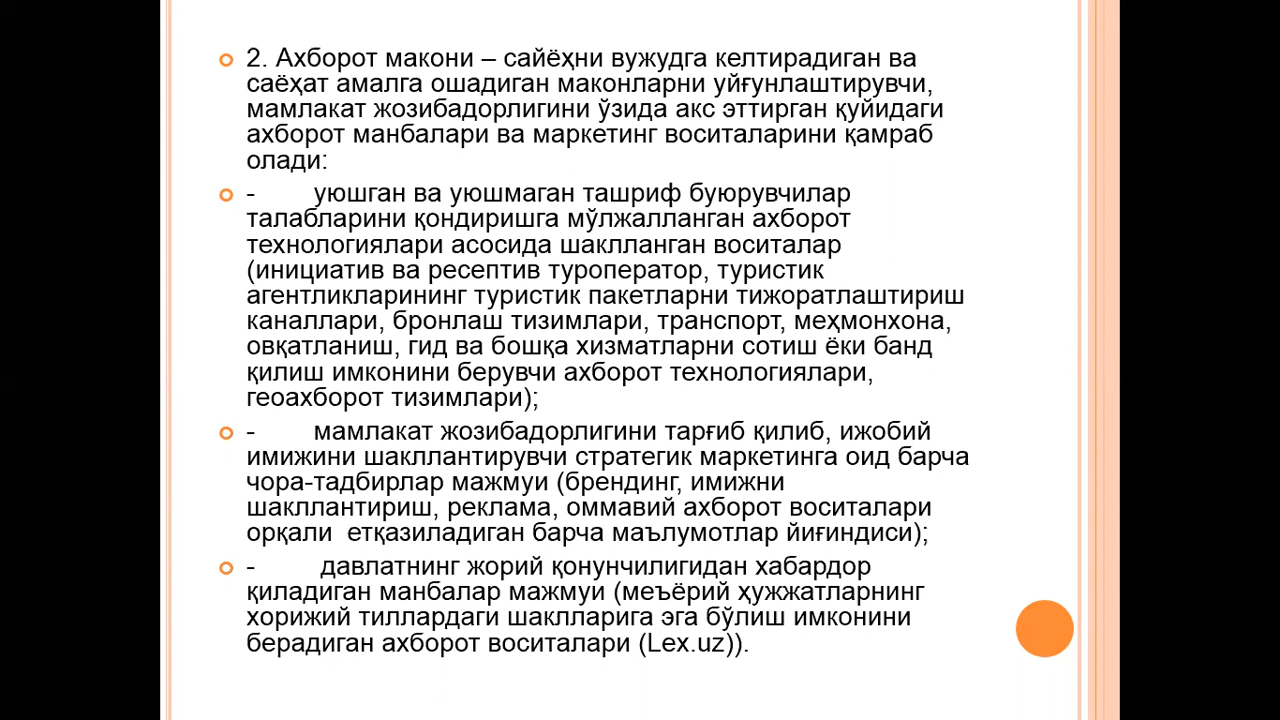 2. Ахборот макони – сайёҳни вужудга келтирадиган ва
саёҳат амалга ошадиган маконларни уйғунлаштирувчи,
мамлакат жозибадорлигини ўзида акс эттирган қуйидаги
ахборот манбалари ва маркетинг воситаларини қамраб
олади:
- уюшган ва уюшмаган ташриф буюрувчилар
талабларини қондиришга мўлжалланган ахборот
технологиялари асосида шаклланган воситалар
(инициатив ва ресептив туроператор, туристик
агентликларининг туристик пакетларни тижоратлаштириш
каналлари, бронлаш тизимлари, транспорт, меҳмонхона,
овқатланиш, гид ва бошқа хизматларни сотиш ёки банд
қилиш имконини берувчи ахборот технологиялари,
геоахборот тизимлари);
- мамлакат жозибадорлигини тарғиб қилиб, ижобий
имижини шакллантирувчи стратегик маркетинга оид барча
чора-тадбирлар мажмуи (брендинг, имижни
шакллантириш, реклама, оммавий ахборот воситалари
орқали етқазиладиган барча маълумотлар йиғиндиси);
- давлатнинг жорий қонунчилигидан хабардор
қиладиган манбалар мажмуи (меъёрий ҳужжатларнинг
хорижий тиллардаги шаклларига эга бўлиш имконини
берадиган ахборот воситалари (Lex.uz)).